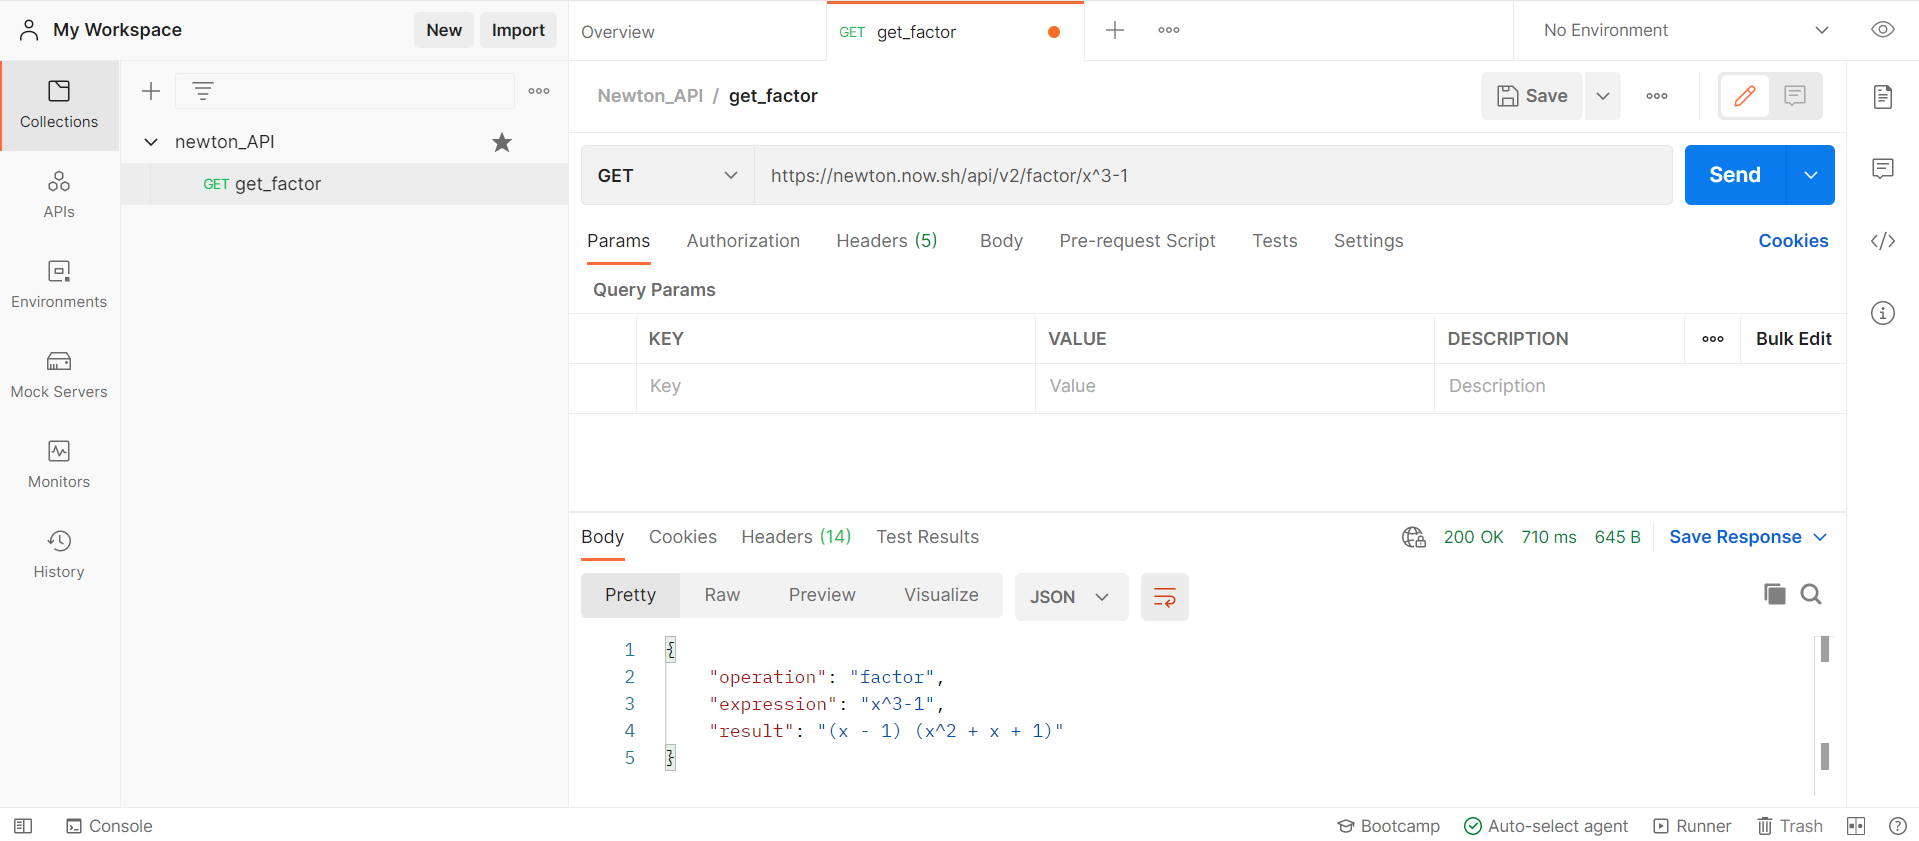 My Workspace
New
Import
Overview
GET get_factor
No Environment
Collections
APIs
Environments
Mock Servers
Monitors
History
newton_API
GET get_factor
Newton_API / get_factor
Save
GET
https://newton.now.sh/api/v2/factor/x^3-1
Send
Params
Authorization
Headers (5)
Body
Pre-request Script
Tests
Settings
Cookies
Query Params
KEY
VALUE
DESCRIPTION
Bulk Edit
Key
Value
Description
Body
Cookies
Headers (14)
Test Results
200 OK
710 ms
645 B
Save Response
Pretty
Raw
Preview
Visualize
JSON
1 {
2 "operation": "factor",
3 "expression": "x^3-1",
4 "result": "(x - 1) (x^2 + x + 1)"
5 }
Console
Bootcamp
Auto-select agent
Runner
Trash